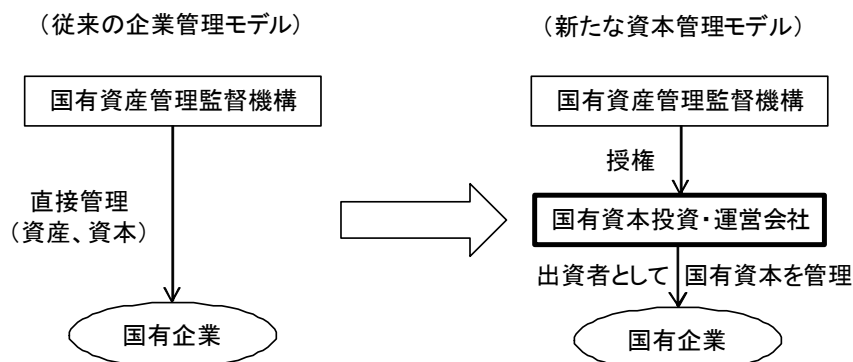 （従来の企業管理モデル）
国有資産管理監督機構
直接管理
（資産、資本）
国有企業
（新たな資本管理モデル）
国有資産管理監督機構
授権
国有資本投資・運営会社
出資者として 国有資本を管理
国有企業